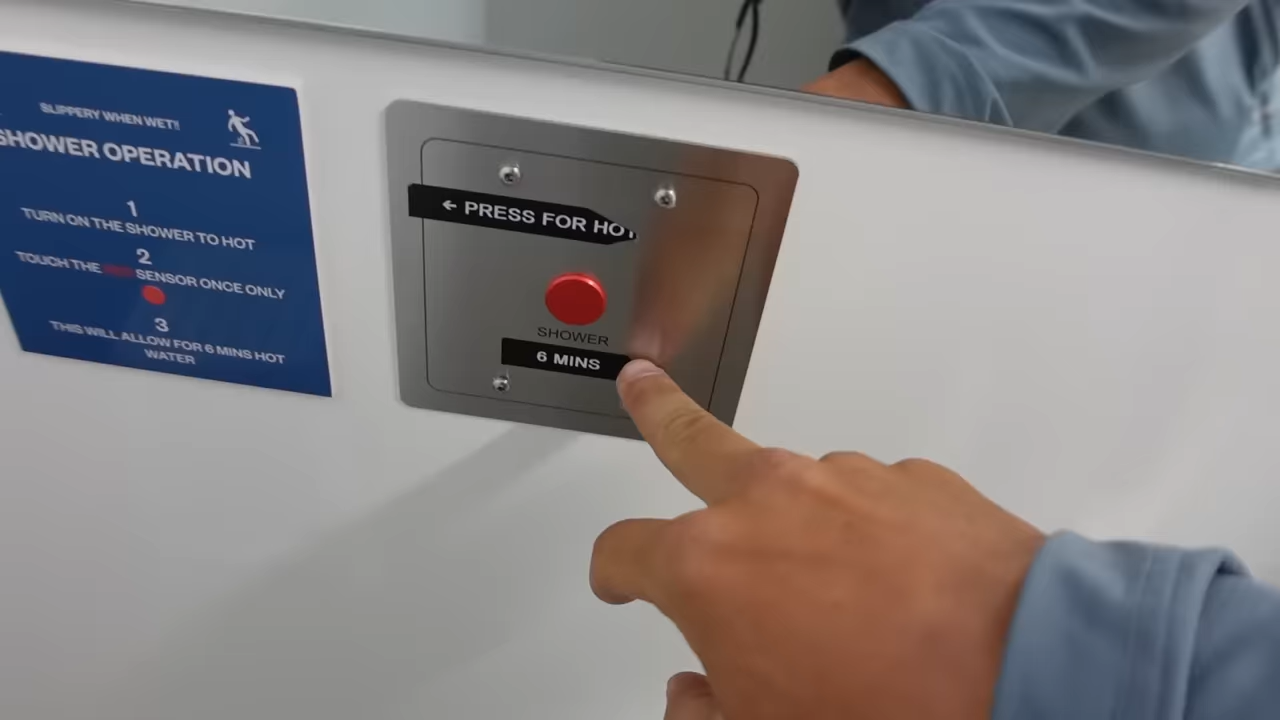 SLIPPERY WHEN WET!!
SHOWER OPERATION
1
TURN ON THE SHOWER TO HOT
2
TOUCH THE SENSOR ONCE ONLY
3
THIS WILL ALLOW FOR 6 MINS HOT
WATER
← PRESS FOR HOT
SHOWER
6 MINS